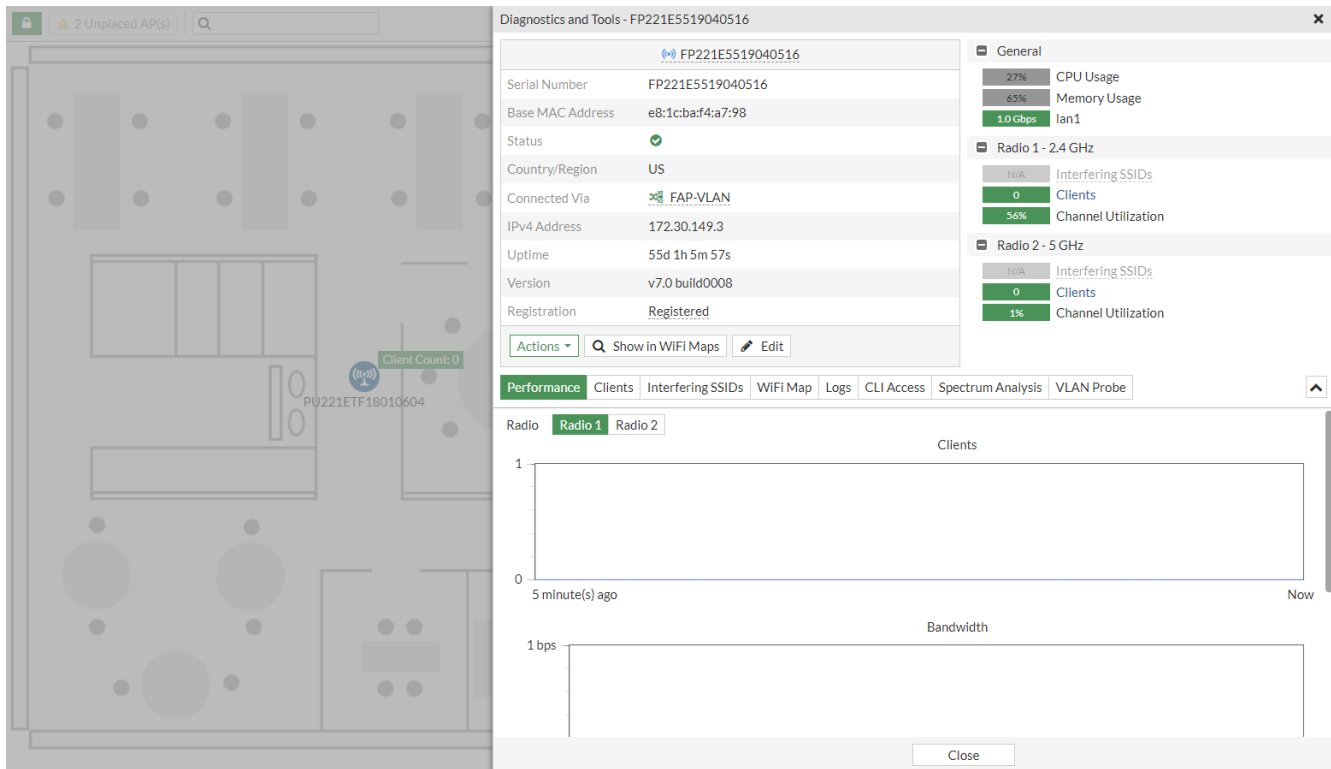 2 Unplaced AP(s)
Client Count: 0
PU221ETF18010604
Diagnostics and Tools - FP221E5519040516
FP221E5519040516
Serial Number FP221E5519040516
Base MAC Address e8:1c:ba:f4:a7:98
Status
Country/Region US
Connected Via FAP-VLAN
IPv4 Address 172.30.149.3
Uptime 55d 1h 5m 57s
Version v7.0 build0008
Registration Registered
Actions Show in WiFi Maps Edit
General
27% CPU Usage
65% Memory Usage
1.0 Gbps lan1
Radio 1 - 2.4 GHz
N/A Interfering SSIDs
0 Clients
56% Channel Utilization
Radio 2 - 5 GHz
N/A Interfering SSIDs
0 Clients
1% Channel Utilization
Performance Clients Interfering SSIDs WiFi Map Logs CLI Access Spectrum Analysis VLAN Probe
Radio Radio 1 Radio 2
Clients
1
0
5 minute(s) ago Now
Bandwidth
1 bps
Close